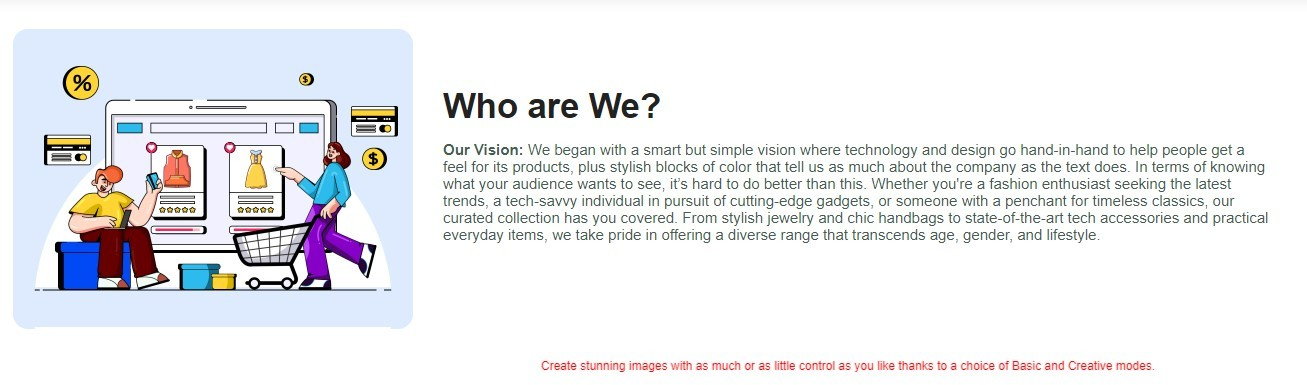 %
$
$
Who are We?
Our Vision: We began with a smart but simple vision where technology and design go hand-in-hand to help people get a
feel for its products, plus stylish blocks of color that tell us as much about the company as the text does. In terms of knowing
what your audience wants to see, it's hard to do better than this. Whether you're a fashion enthusiast seeking the latest
trends, a tech-savvy individual in pursuit of cutting-edge gadgets, or someone with a penchant for timeless classics, our
curated collection has you covered. From stylish jewelry and chic handbags to state-of-the-art tech accessories and practical
everyday items, we take pride in offering a diverse range that transcends age, gender, and lifestyle.
Create stunning images with as much or as little control as you like thanks to a choice of Basic and Creative modes.